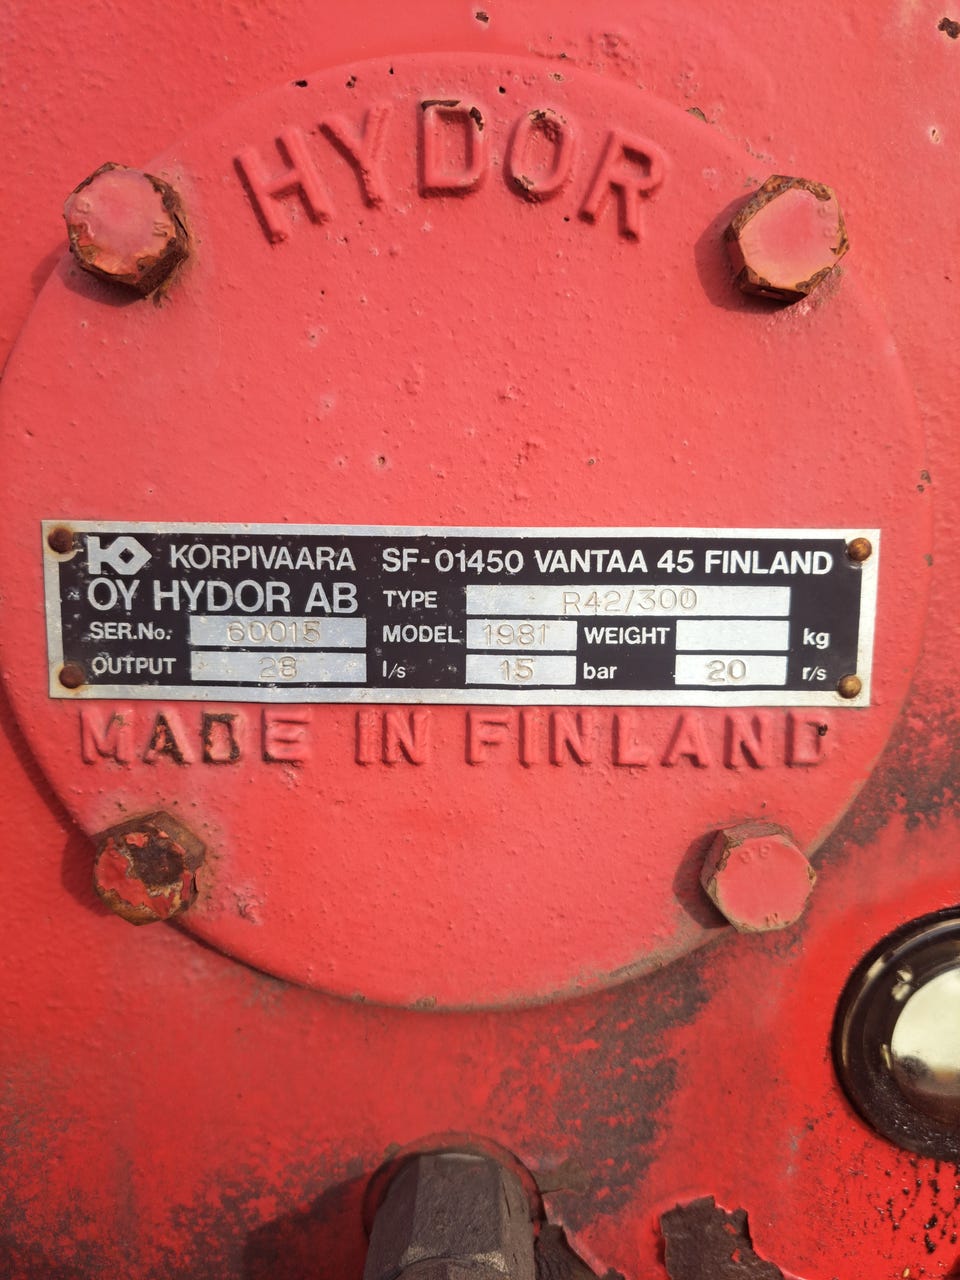 HYDOR
KORPIVAARA SF-01450 VANTAA 45 FINLAND
OY HYDOR AB TYPE R42/300
SER.No. 60015 MODEL 1981 WEIGHT kg
OUTPUT 28 l/s 15 bar 20 r/s
MADE IN FINLAND